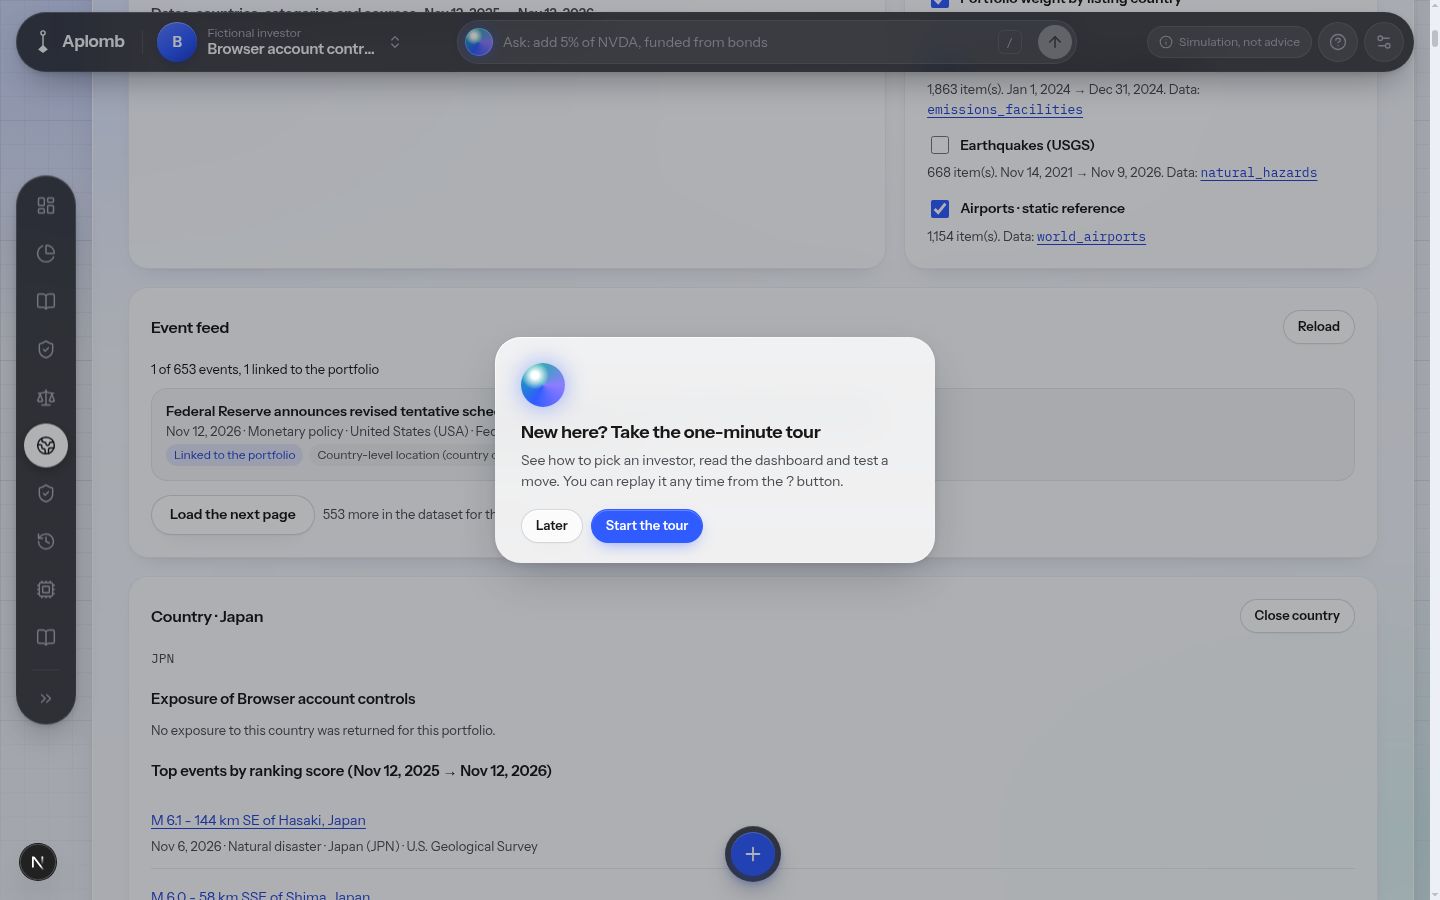 Aplomb
B
Fictional investor
Browser account contr...
Ask: add 5% of NVDA, funded from bonds
/
Simulation, not advice
1,863 item(s). Jan 1, 2024 → Dec 31, 2024. Data:
emissions_facilities
Earthquakes (USGS)
668 item(s). Nov 14, 2021 → Nov 9, 2026. Data: natural_hazards
Airports · static reference
1,154 item(s). Data: world_airports
Event feed
Reload
1 of 653 events, 1 linked to the portfolio
Federal Reserve announces revised tentative
Nov 12, 2026 · Monetary policy · United States (USA) ·
Linked to the portfolio
Country-level location (country
Load the next page
553 more in the dataset for
New here? Take the one-minute tour
See how to pick an investor, read the dashboard and test a
move. You can replay it any time from the ? button.
Later
Start the tour
Country · Japan
Close country
JPN
Exposure of Browser account controls
No exposure to this country was returned for this portfolio.
Top events by ranking score (Nov 12, 2025 → Nov 12, 2026)
M 6.1 - 144 km SE of Hasaki, Japan
Nov 6, 2026 · Natural disaster · Japan (JPN) · U.S. Geological Survey
M 6.0 - 58 km SSE of Shima, Japan
N